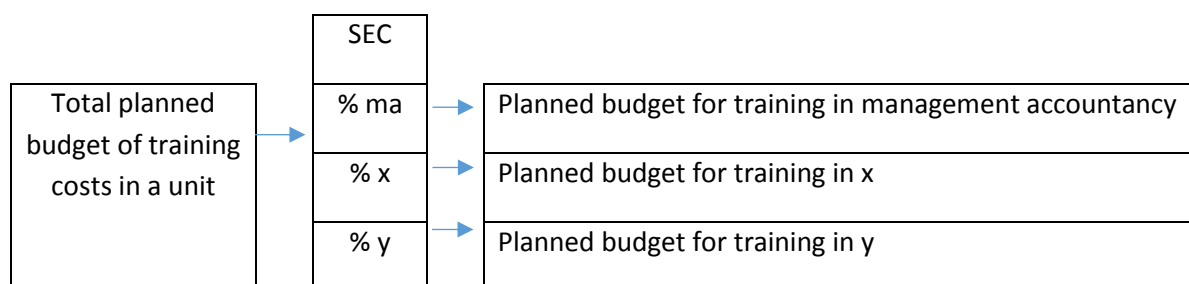 Total planned
budget of training
costs in a unit
SEC
% ma
% x
% y
Planned budget for training in management accountancy
Planned budget for training in x
Planned budget for training in y